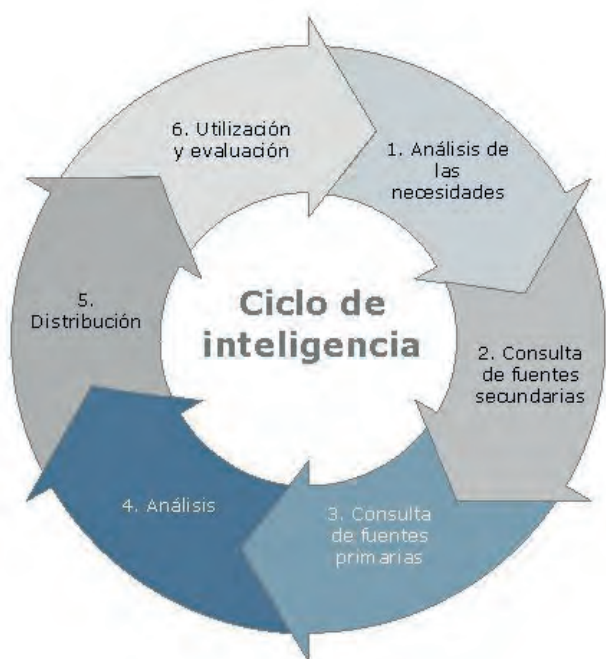 Ciclo de
inteligencia
1. Análisis de
las
necesidades
2. Consulta
de fuentes
secundarias
3. Consulta
de fuentes
primarias
4. Análisis
5.
Distribución
6. Utilización
y evaluación